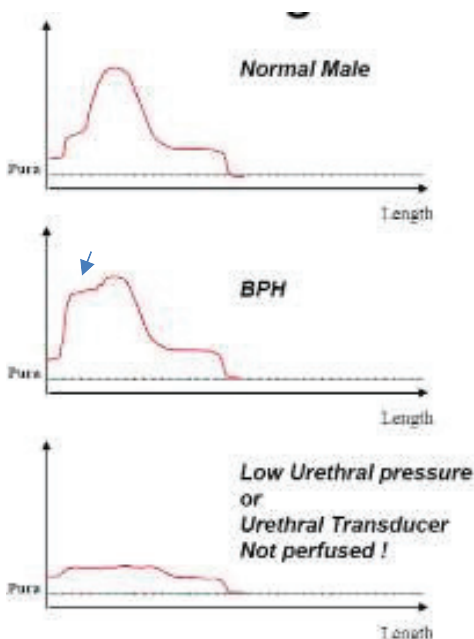 Normal Male
Pura
Length
BPH
Pura
Length
Low Urethral pressure
or
Urethral Transducer
Not perfused !
Pura
Length